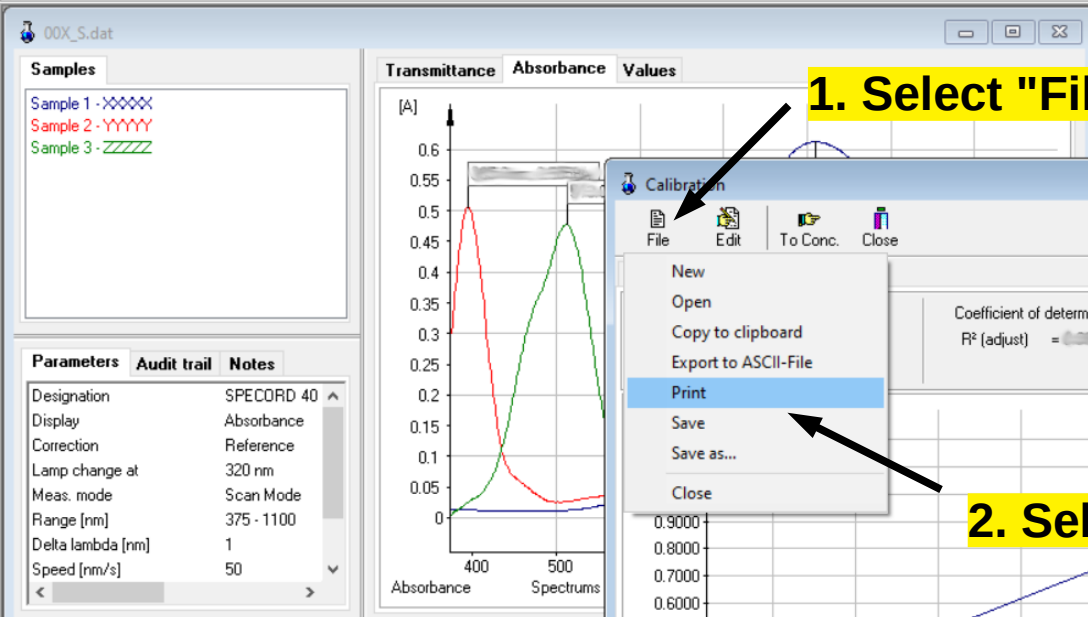 00X_S.dat
Samples
Sample 1 - XXXXX
Sample 2 - YYYYY
Sample 3 - ZZZZZ
Parameters Audit trail Notes
Designation SPECORD 40
Display Absorbance
Correction Reference
Lamp change at 320 nm
Meas. mode Scan Mode
Range [nm] 375 - 1100
Delta lambda [nm] 1
Speed [nm/s] 50
Transmittance Absorbance Values
[A]
0.6
0.55
0.5
0.45
0.4
0.35
0.3
0.25
0.2
0.15
0.1
0.05
0
400 500
Absorbance Spectrums
1. Select "Fil
Calibration
File Edit To Conc. Close
New
Open
Copy to clipboard
Export to ASCII-File
Print
Save
Save as...
Close
Coefficient of determ
R² (adjust) =
2. Sel
0.9000
0.8000
0.7000
0.6000